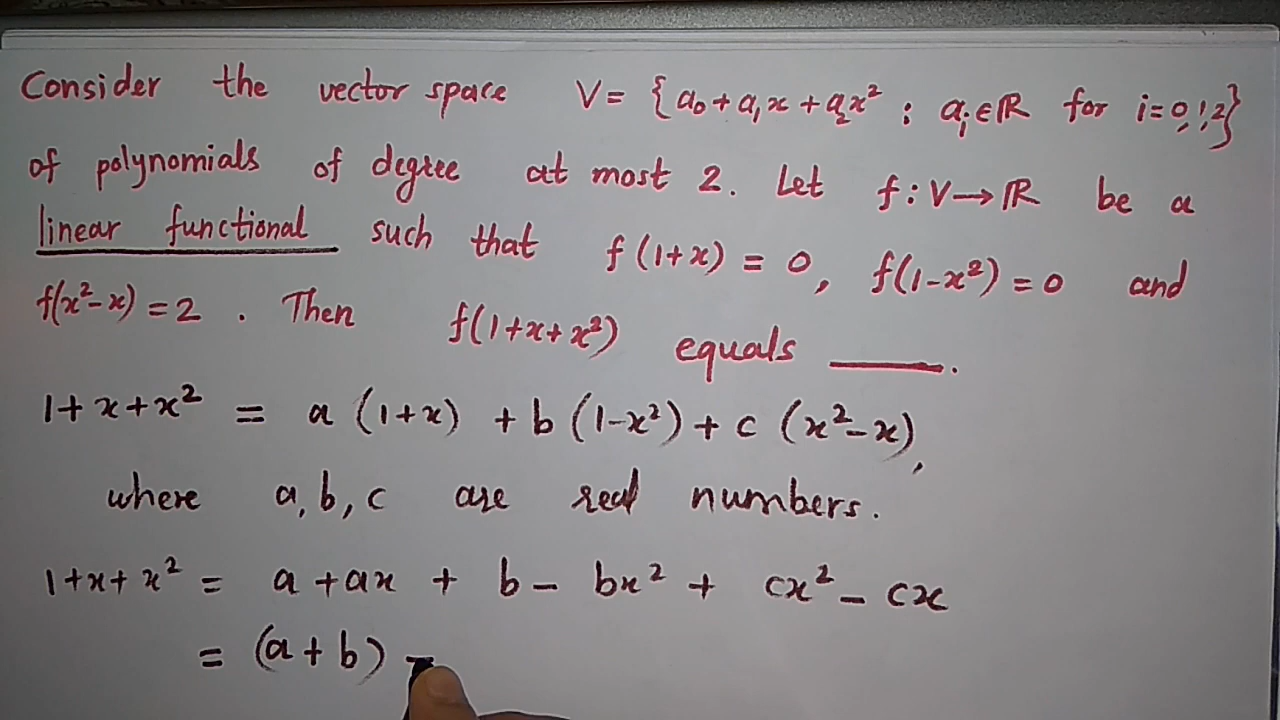 Consider the vector space V = {a₀+a₁x+a₂x² : aᵢ∈ℝ for i=0,1,2}
of polynomials of degree at most 2. Let f:V→ℝ be a
linear functional such that f(1+x) = 0, f(1-x²) = 0 and
f(x²-x) = 2. Then f(1+x+x²) equals ____.
1+x+x² = a(1+x) + b(1-x²) + c(x²-x),
where a, b, c are real numbers.
1+x+x² = a+ax + b - bx² + cx² - cx
= (a+b)